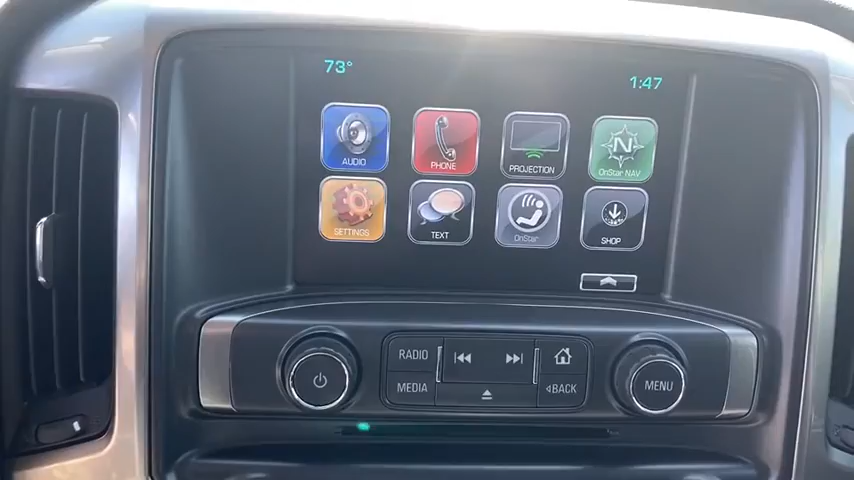 73°
1:47
AUDIO
PHONE
PROJECTION
N
OnStar NAV
SETTINGS
TEXT
OnStar
SHOP
RADIO
MEDIA
BACK
MENU